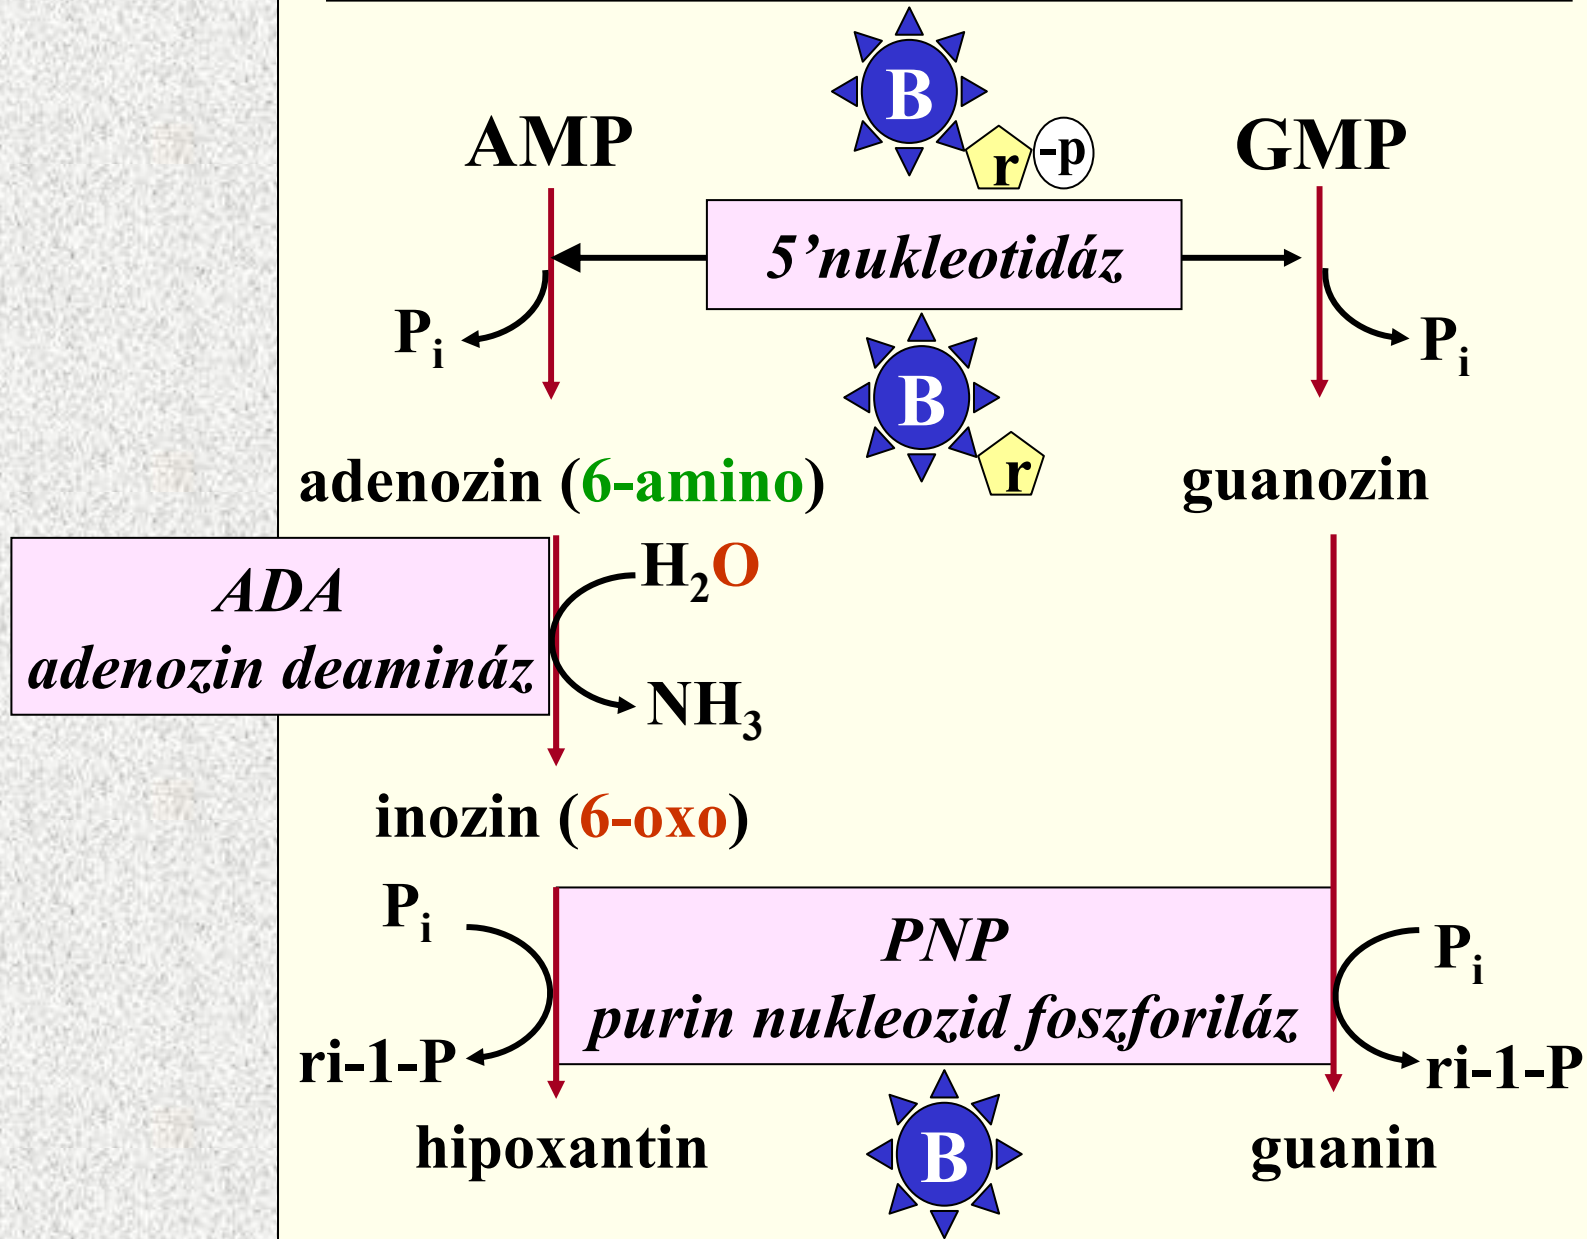 B
AMP
r
-p
GMP
5’nukleotidáz
Pi
Pi
B
r
adenozin (6-amino)
guanozin
H2O
ADA
adenozin deamináz
NH3
inozin (6-oxo)
Pi
PNP
purin nukleozid foszforiláz
Pi
ri-1-P
ri-1-P
hipoxantin
B
guanin